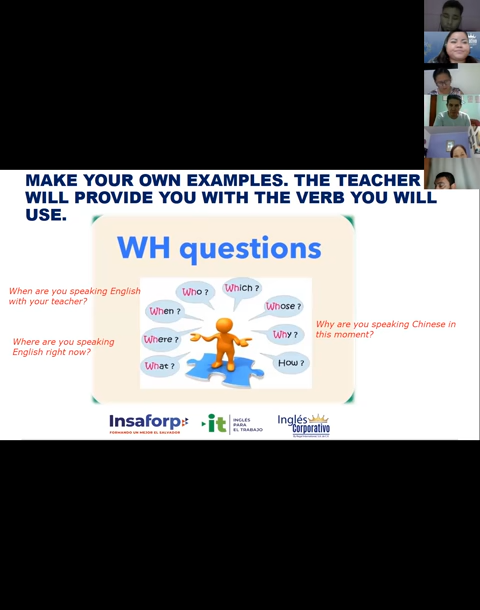 MAKE YOUR OWN EXAMPLES. THE TEACHER
WILL PROVIDE YOU WITH THE VERB YOU WILL
USE.
WH questions
When are you speaking English
with your teacher?
Where are you speaking
English right now?
Who ?
Which ?
When ?
Whose ?
Where ?
Why ?
What ?
How ?
Why are you speaking Chinese in
this moment?
Insaforp
FORMANDO UN MEJOR EL SALVADOR
it
INGLÉS
PARA
EL TRABAJO
Inglés
Corporativo